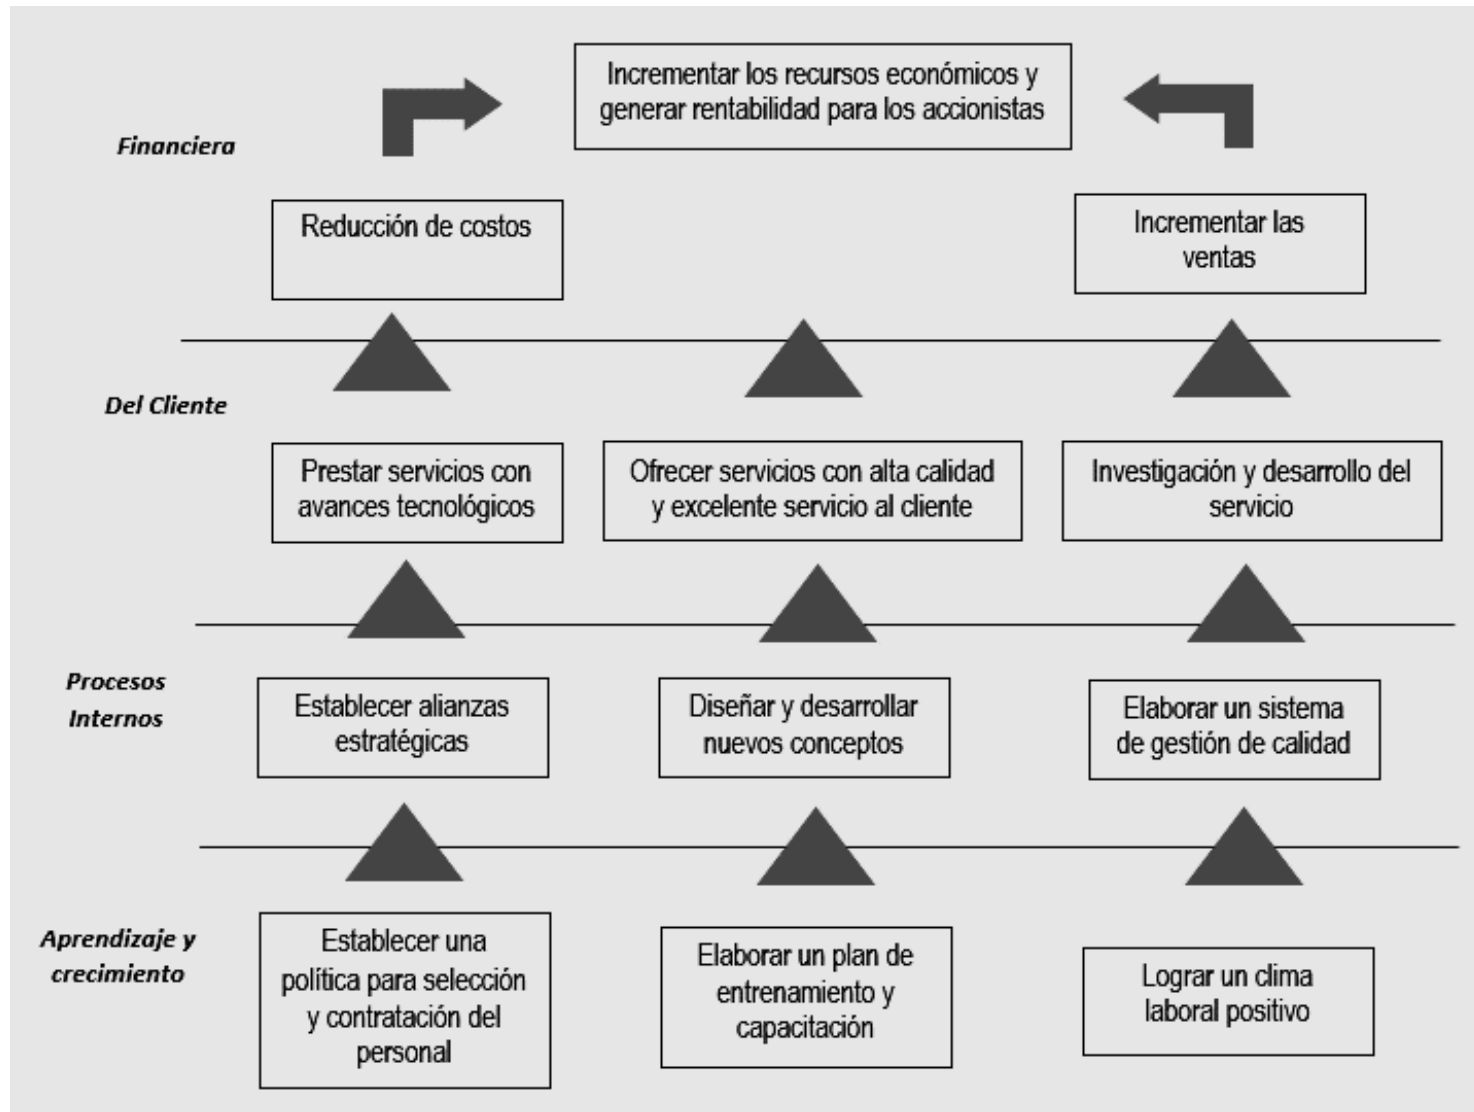 Incrementar los recursos económicos y
generar rentabilidad para los accionistas
Financiera
Reducción de costos
Incrementar las
ventas
Del Cliente
Prestar servicios con
avances tecnológicos
Ofrecer servicios con alta calidad
y excelente servicio al cliente
Investigación y desarrollo del
servicio
Procesos
Internos
Establecer alianzas
estratégicas
Diseñar y desarrollar
nuevos conceptos
Elaborar un sistema
de gestión de calidad
Aprendizaje y
crecimiento
Establecer una
política para selección
y contratación del
personal
Elaborar un plan de
entrenamiento y
capacitación
Lograr un clima
laboral positivo